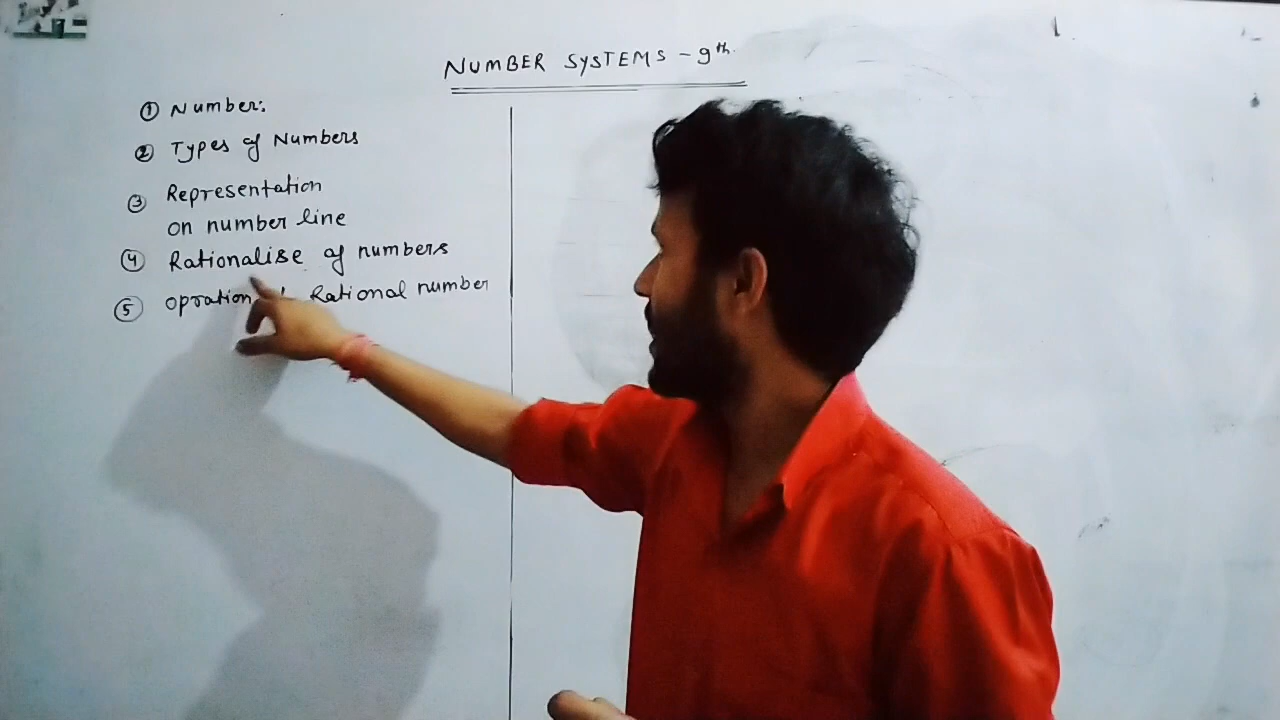 NUMBER SYSTEMS - 9th.
① Number:
② Types of Numbers
③ Representation
on number line
④ Rationalise of numbers
⑤ opration Rational number